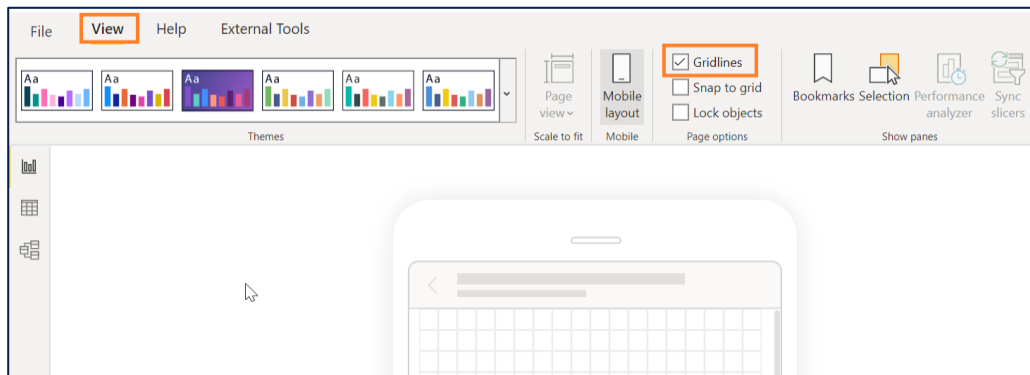 File View Help External Tools
Aa Aa Aa Aa Aa Aa
Page view
Mobile layout
Gridlines
Snap to grid
Lock objects
Bookmarks
Selection
Performance analyzer
Sync slicers
Themes Scale to fit Mobile Page options Show panes